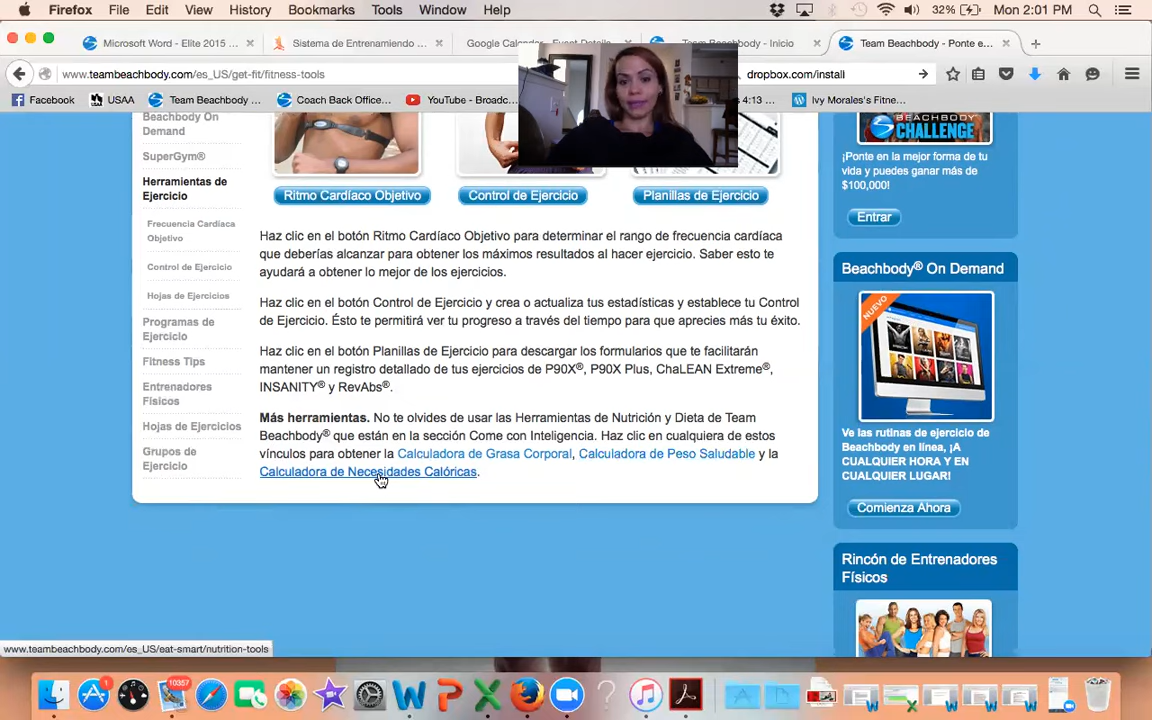 Firefox File Edit View History Bookmarks Tools Window Help 32% Mon 2:01 PM
Microsoft Word - Elite 2015 ... Sistema de Entrenamiendo Google Calendar - Event Details Team Beachbody - Inicio Team Beachbody - Ponte e...
www.teambeachbody.com/es_US/get-fit/fitness-tools dropbox.com/install
Facebook USAA Team Beachbody ... Coach Back Office... YouTube - Broadc... s 4:13 ... Ivy Morales's Fitne...
Beachbody On
Demand
SuperGym®
Herramientas de
Ejercicio
Frecuencia Cardíaca
Objetivo
Control de Ejercicio
Hojas de Ejercicios
Programas de
Ejercicio
Fitness Tips
Entrenadores
Físicos
Hojas de Ejercicios
Grupos de
Ejercicio
Ritmo Cardíaco Objetivo Control de Ejercicio Planillas de Ejercicio
Haz clic en el botón Ritmo Cardíaco Objetivo para determinar el rango de frecuencia cardíaca
que deberías alcanzar para obtener los máximos resultados al hacer ejercicio. Saber esto te
ayudará a obtener lo mejor de los ejercicios.
Haz clic en el botón Control de Ejercicio y crea o actualiza tus estadísticas y establece tu Control
de Ejercicio. Ésto te permitirá ver tu progreso a través del tiempo para que aprecies más tu éxito.
Haz clic en el botón Planillas de Ejercicio para descargar los formularios que te facilitarán
mantener un registro detallado de tus ejercicios de P90X®, P90X Plus, ChaLEAN Extreme®,
INSANITY® y RevAbs®.
Más herramientas. No te olvides de usar las Herramientas de Nutrición y Dieta de Team
Beachbody® que están en la sección Come con Inteligencia. Haz clic en cualquiera de estos
vínculos para obtener la Calculadora de Grasa Corporal, Calculadora de Peso Saludable y la
Calculadora de Necesidades Calóricas.
BEACHBODY
CHALLENGE
¡Ponte en la mejor forma de tu
vida y puedes ganar más de
$100,000!
Entrar
Beachbody® On Demand
NUEVO
Ve las rutinas de ejercicio de
Beachbody en línea, ¡A
CUALQUIER HORA Y EN
CUALQUIER LUGAR!
Comienza Ahora
Rincón de Entrenadores
Físicos
www.teambeachbody.com/es_US/eat-smart/nutrition-tools
1 10357